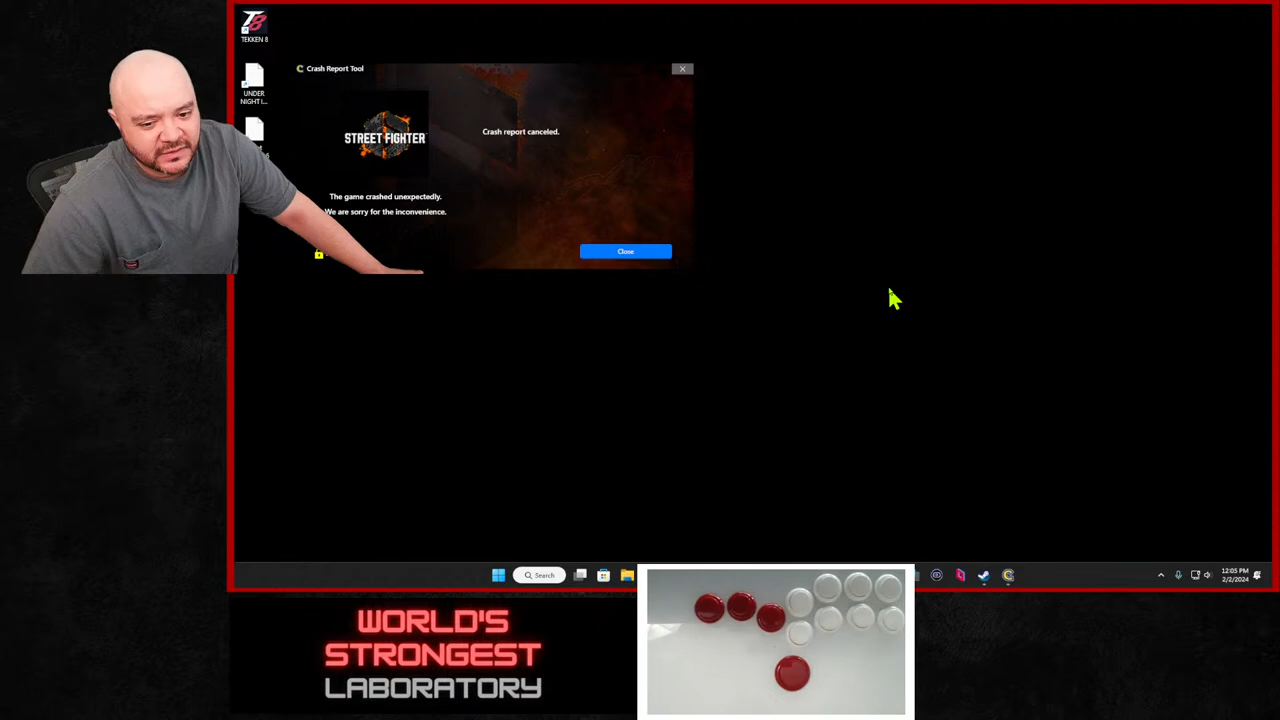 TEKKEN 8
UNDER
NIGHT I...
Crash Report Tool
STREET FIGHTER
Crash report canceled.
The game crashed unexpectedly.
We are sorry for the inconvenience.
Close
Search
12:05 PM
2/2/2024
WORLD'S
STRONGEST
LABORATORY